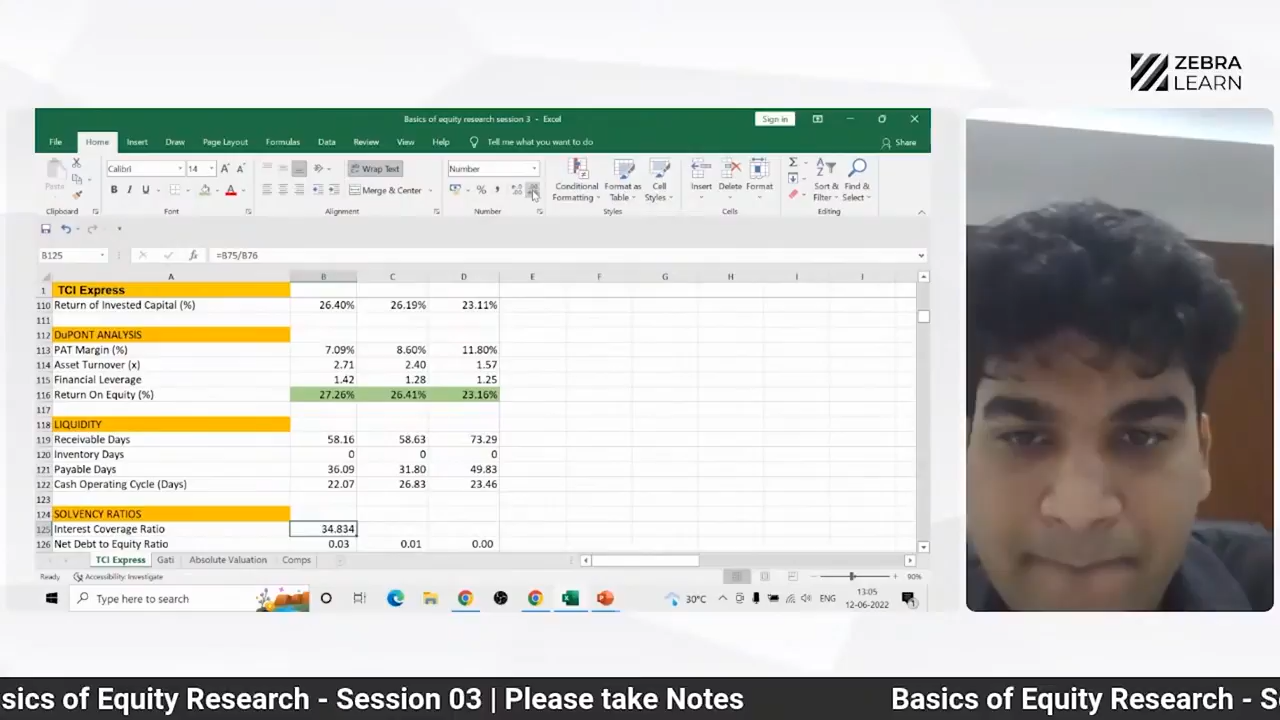 ZEBRA
LEARN
Basics of equity research session 3 - Excel
Sign in
File Home Insert Draw Page Layout Formulas Data Review View Help Tell me what you want to do
Share
Calibri 14
Wrap Text
Number
Paste
Merge & Center
Conditional Formatting
Format as Table
Cell Styles
Insert Delete Format
Sort & Filter
Find & Select
Clipboard Font Alignment Number Styles Cells Editing
B125 =B75/B76
A B C D E F G H I
1 TCI Express
110 Return of Invested Capital (%) 26.40% 26.19% 23.11%
111
112 DuPONT ANALYSIS
113 PAT Margin (%) 7.09% 8.60% 11.80%
114 Asset Turnover (x) 2.71 2.40 1.57
115 Financial Leverage 1.42 1.28 1.25
116 Return On Equity (%) 27.26% 26.41% 23.16%
117
118 LIQUIDITY
119 Receivable Days 58.16 58.63 73.29
120 Inventory Days 0 0 0
121 Payable Days 36.09 31.80 49.83
122 Cash Operating Cycle (Days) 22.07 26.83 23.46
123
124 SOLVENCY RATIOS
125 Interest Coverage Ratio 34.834
126 Net Debt to Equity Ratio 0.03 0.01 0.00
TCI Express Gati Absolute Valuation Comps
Ready Accessibility: Investigate 90%
Type here to search
30°C ENG 13:05
12-06-2022
sics of Equity Research - Session 03 | Please take Notes Basics of Equity Research - S